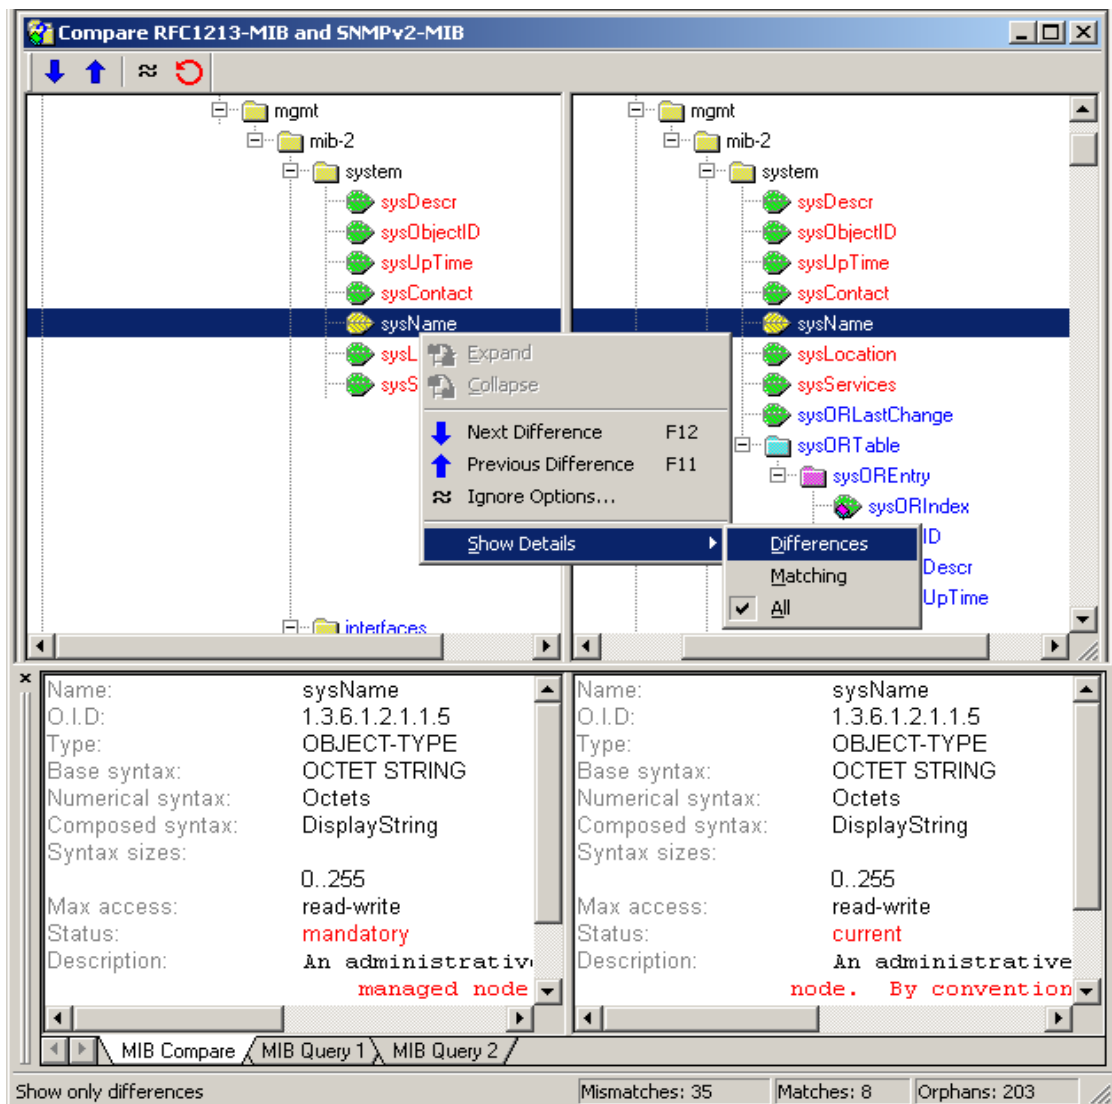 Compare RFC1213-MIB and SNMPv2-MIB
mgmt
mib-2
system
sysDescr
sysObjectID
sysUpTime
sysContact
sysName
sysL
sysS
interfaces
mgmt
mib-2
system
sysDescr
sysObjectID
sysUpTime
sysContact
sysName
sysLocation
sysServices
sysORLastChange
sysORTable
sysOREntry
sysORIndex
ID
Descr
UpTime
Expand
Collapse
Next Difference F12
Previous Difference F11
Ignore Options...
Show Details
Differences
Matching
All
Name: sysName
O.I.D: 1.3.6.1.2.1.1.5
Type: OBJECT-TYPE
Base syntax: OCTET STRING
Numerical syntax: Octets
Composed syntax: DisplayString
Syntax sizes:
0..255
Max access: read-write
Status: mandatory
Description: An administrative
managed node
Name: sysName
O.I.D: 1.3.6.1.2.1.1.5
Type: OBJECT-TYPE
Base syntax: OCTET STRING
Numerical syntax: Octets
Composed syntax: DisplayString
Syntax sizes:
0..255
Max access: read-write
Status: current
Description: An administrative
node. By convention
MIB Compare MIB Query 1 MIB Query 2
Show only differences Mismatches: 35 Matches: 8 Orphans: 203